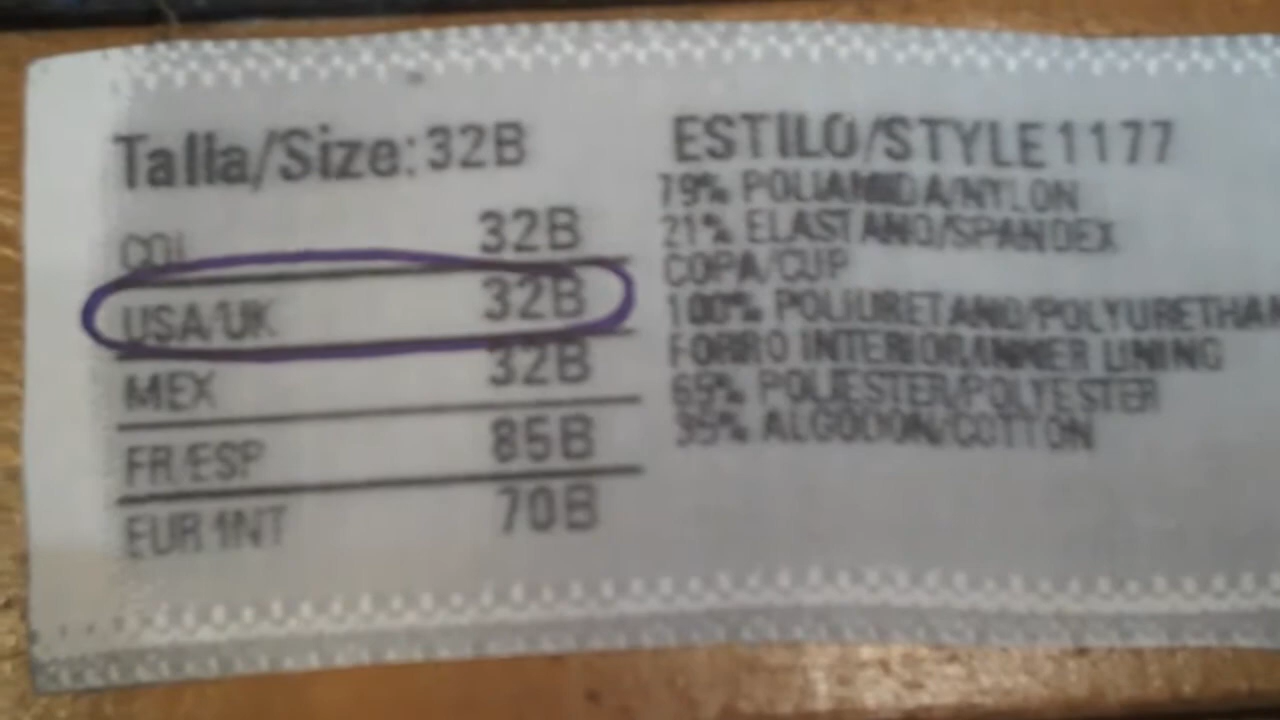 Talla/Size: 32B
COL 32B
USA/UK 32B
MEX 32B
FR/ESP 85B
EUR INT 70B
ESTILO/STYLE 1177
79% POLIAMIDA/NYLON
21% ELASTANO/SPANDEX
COPA/CUP
100% POLIURETANO/POLYURETHAN
FORRO INTERIOR/INNER LINING
65% POLIESTER/POLYESTER
35% ALGODON/COTTON